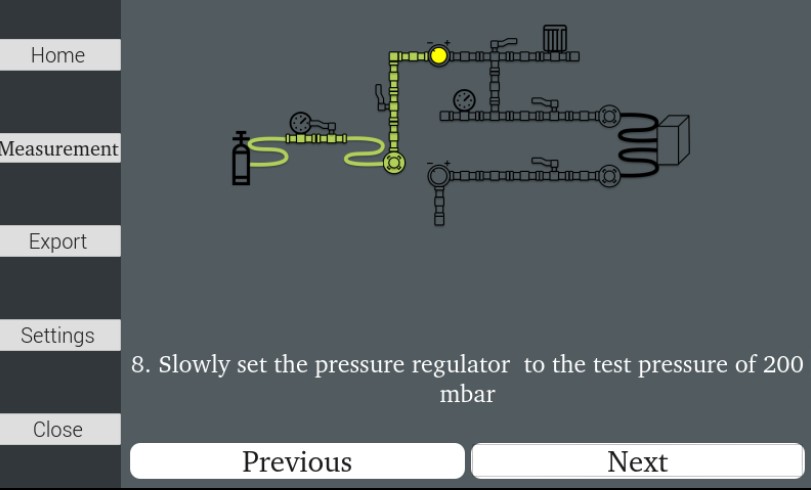 Home
Measurement
Export
Settings
Close
- +
- +
8. Slowly set the pressure regulator  to the test pressure of 200
mbar
Previous
Next